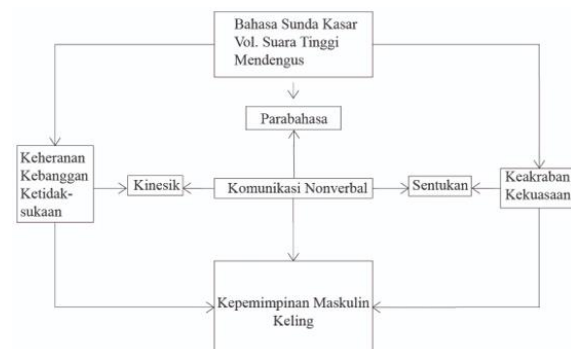 Bahasa Sunda Kasar
Vol. Suara Tinggi
Mendengus
Parabahasa
Keheranan
Kebanggan
Ketidak-
sukaan
Kinesik
Komunikasi Nonverbal
Sentukan
Keakraban
Kekuasaan
Kepemimpinan Maskulin
Keling